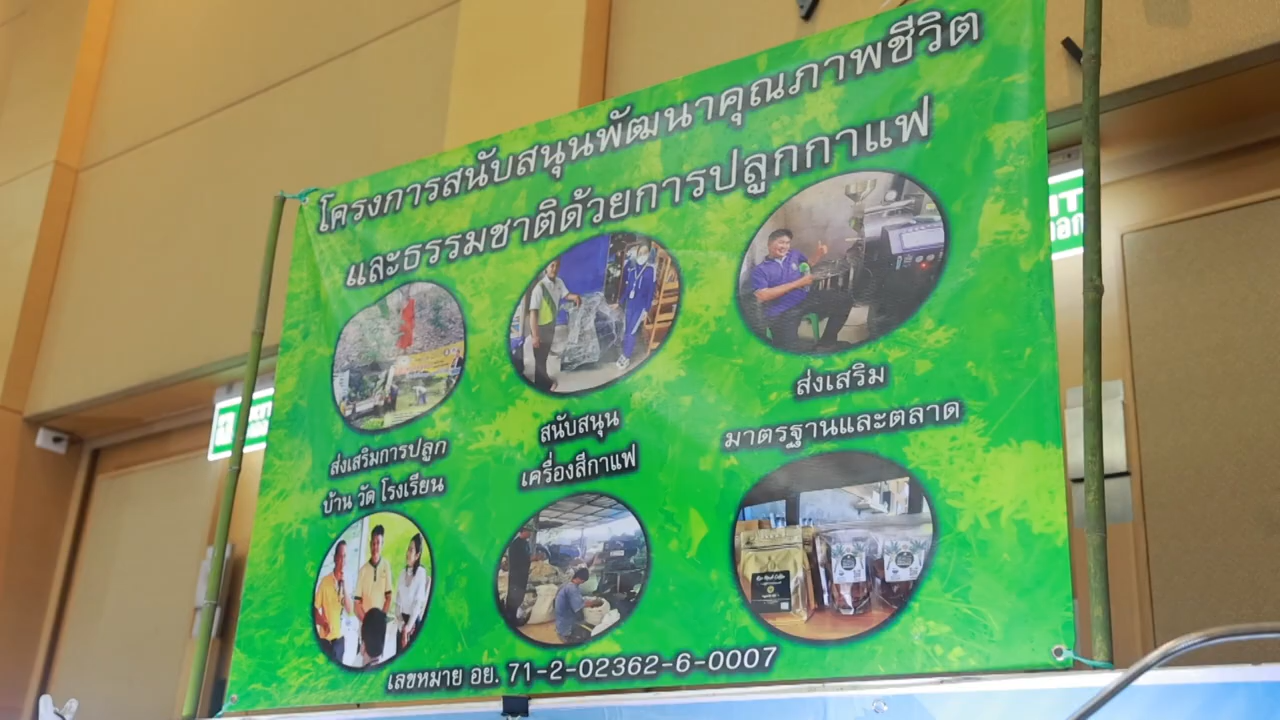 โครงการสนับสนุนพัฒนาคุณภาพชีวิต
และธรรมชาติด้วยการปลูกกาแฟ
ส่งเสริมการปลูก
บ้าน วัด โรงเรียน
สนับสนุน
เครื่องสีกาแฟ
ส่งเสริม
มาตรฐานและตลาด
เลขหมาย อย. 71-2-02362-6-0007